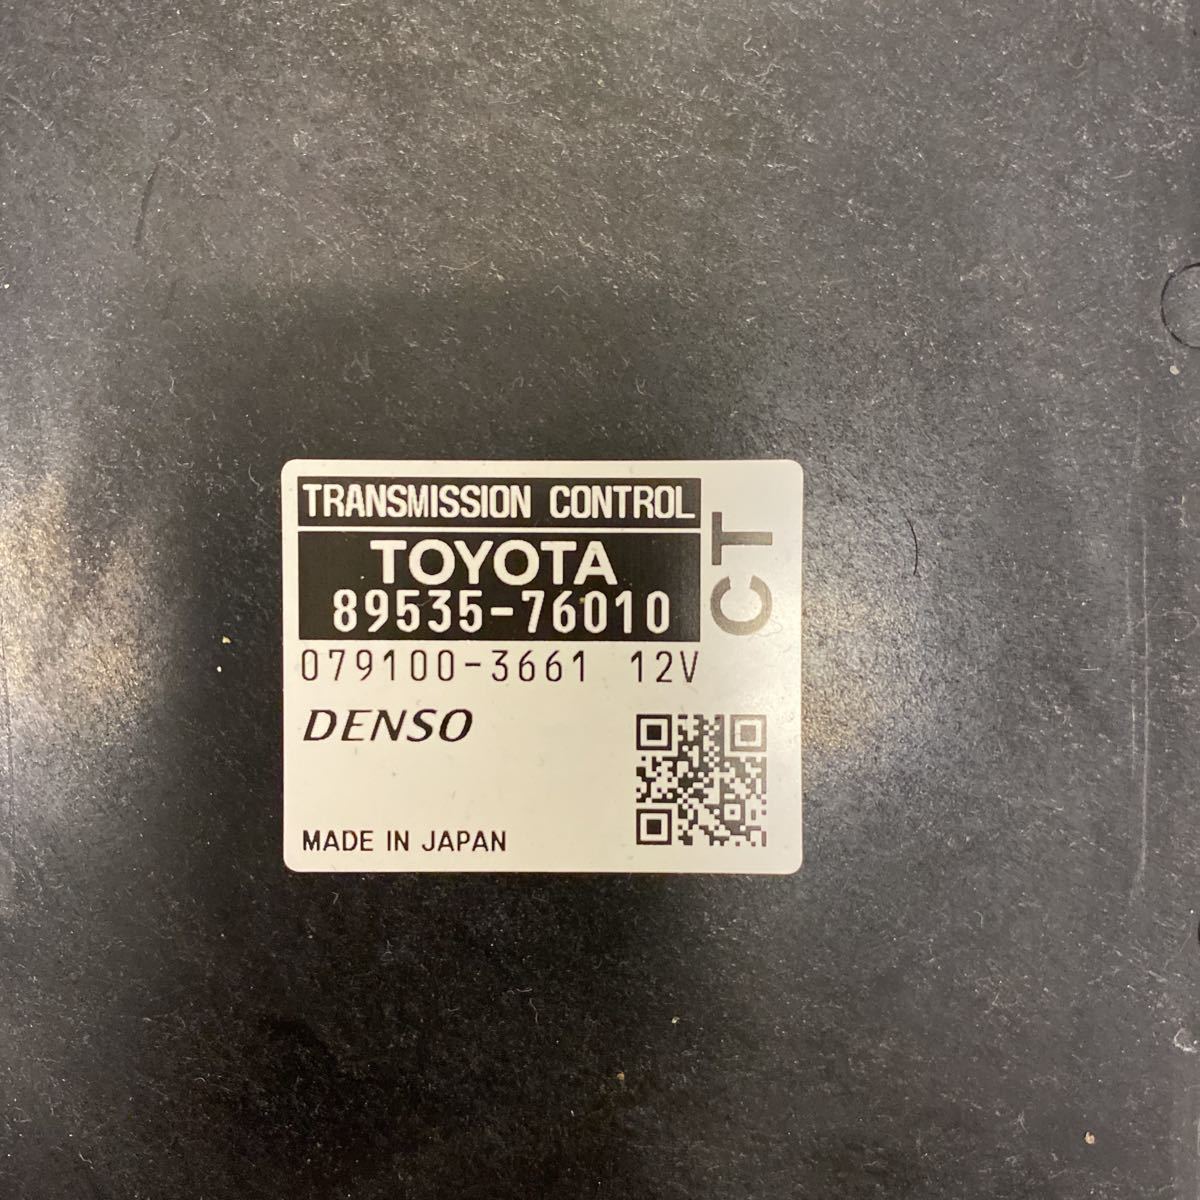 TRANSMISSION CONTROL
TOYOTA
89535-76010
CT
079100-3661 12V
DENSO
MADE IN JAPAN